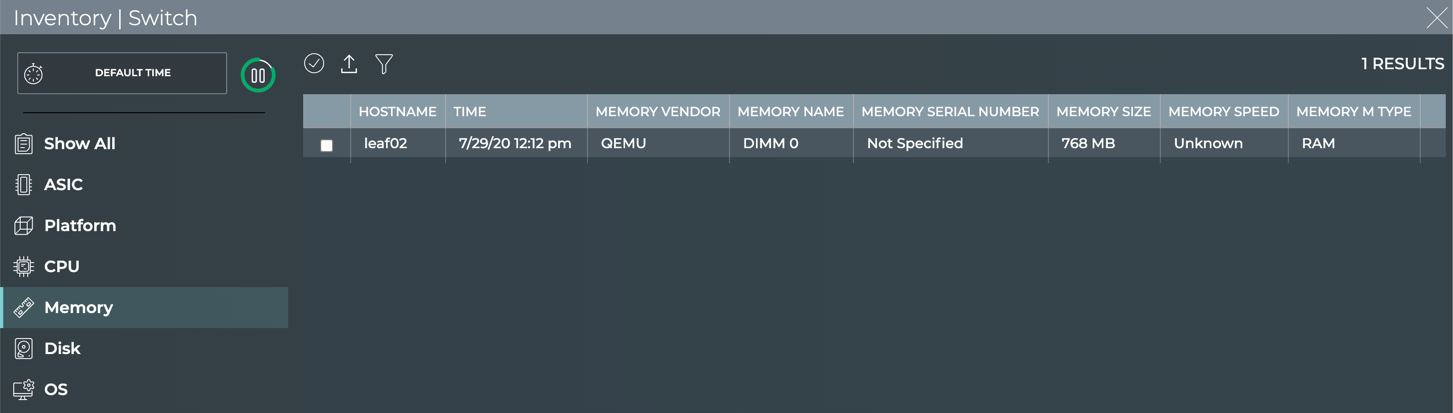 Inventory | Switch
DEFAULT TIME
1 RESULTS
HOSTNAME TIME MEMORY VENDOR MEMORY NAME MEMORY SERIAL NUMBER MEMORY SIZE MEMORY SPEED MEMORY M TYPE
leaf02 7/29/20 12:12 pm QEMU DIMM 0 Not Specified 768 MB Unknown RAM
Show All
ASIC
Platform
CPU
Memory
Disk
OS